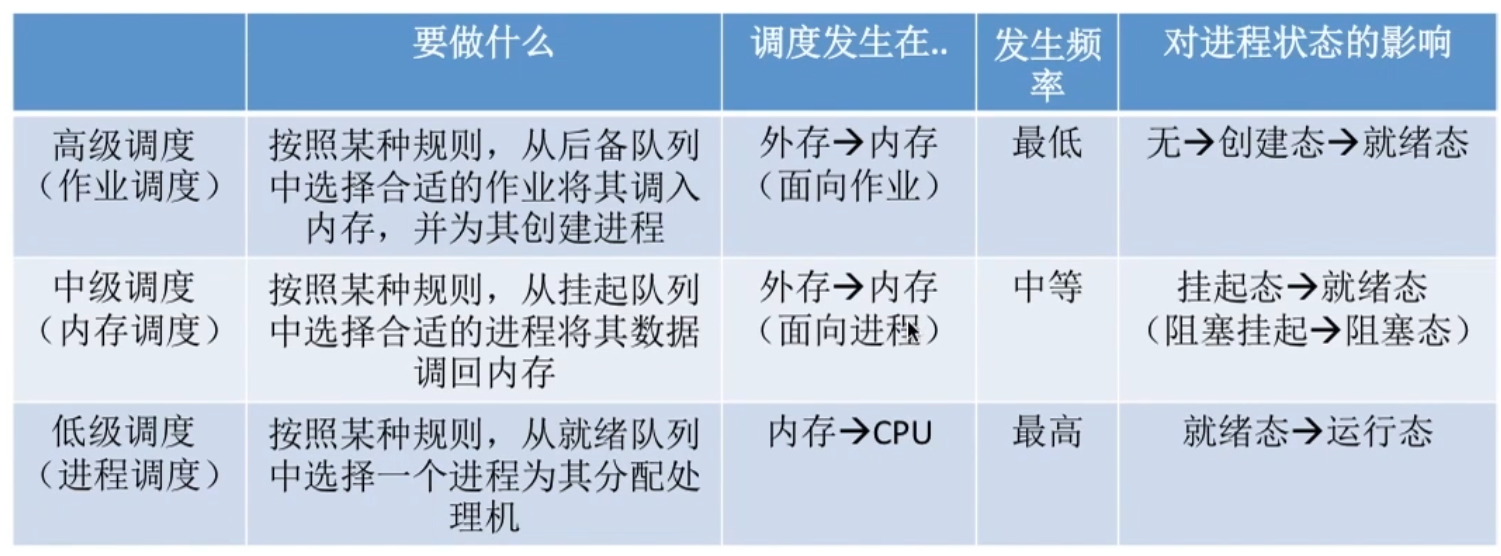 要做什么
调度发生在..
发生频
率
对进程状态的影响
高级调度
（作业调度）
按照某种规则，从后备队列
中选择合适的作业将其调入
内存，并为其创建进程
外存→内存
（面向作业）
最低
无→创建态→就绪态
中级调度
（内存调度）
按照某种规则，从挂起队列
中选择合适的进程将其数据
调回内存
外存→内存
（面向进程）
中等
挂起态→就绪态
（阻塞挂起→阻塞态）
低级调度
（进程调度）
按照某种规则，从就绪队列
中选择一个进程为其分配处
理机
内存→CPU
最高
就绪态→运行态